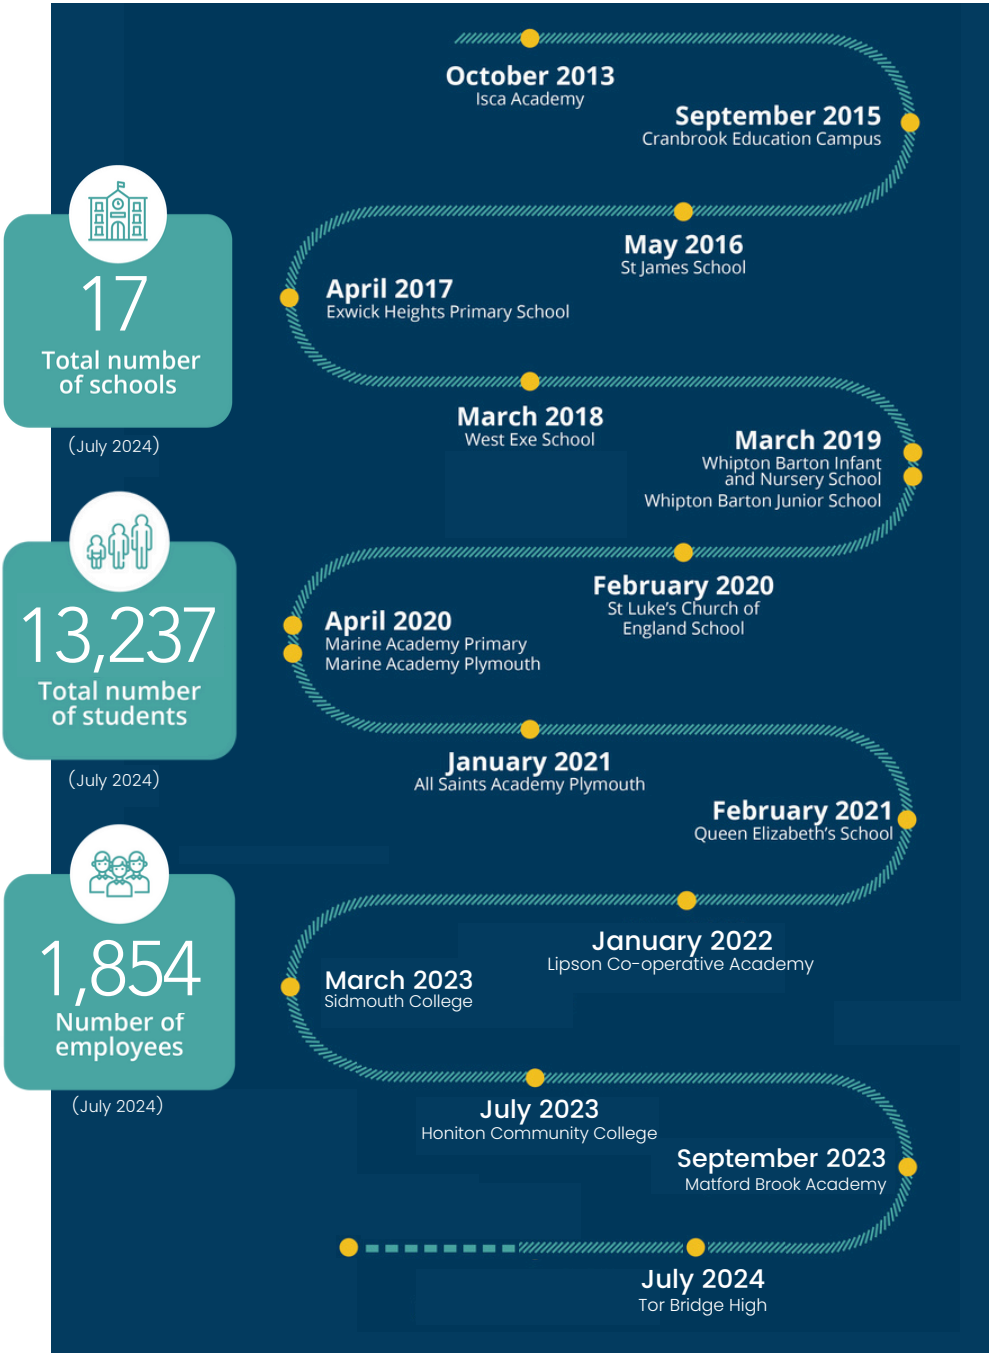 October 2013
Isca Academy
September 2015
Cranbrook Education Campus
May 2016
St James School
April 2017
Exwick Heights Primary School
March 2018
West Exe School
March 2019
Whipton Barton Infant
and Nursery School
Whipton Barton Junior School
February 2020
St Luke's Church of
England School
April 2020
Marine Academy Primary
Marine Academy Plymouth
January 2021
All Saints Academy Plymouth
February 2021
Queen Elizabeth's School
January 2022
Lipson Co-operative Academy
March 2023
Sidmouth College
July 2023
Honiton Community College
September 2023
Matford Brook Academy
July 2024
Tor Bridge High
17
Total number
of schools
(July 2024)
13,237
Total number
of students
(July 2024)
1,854
Number of
employees
(July 2024)